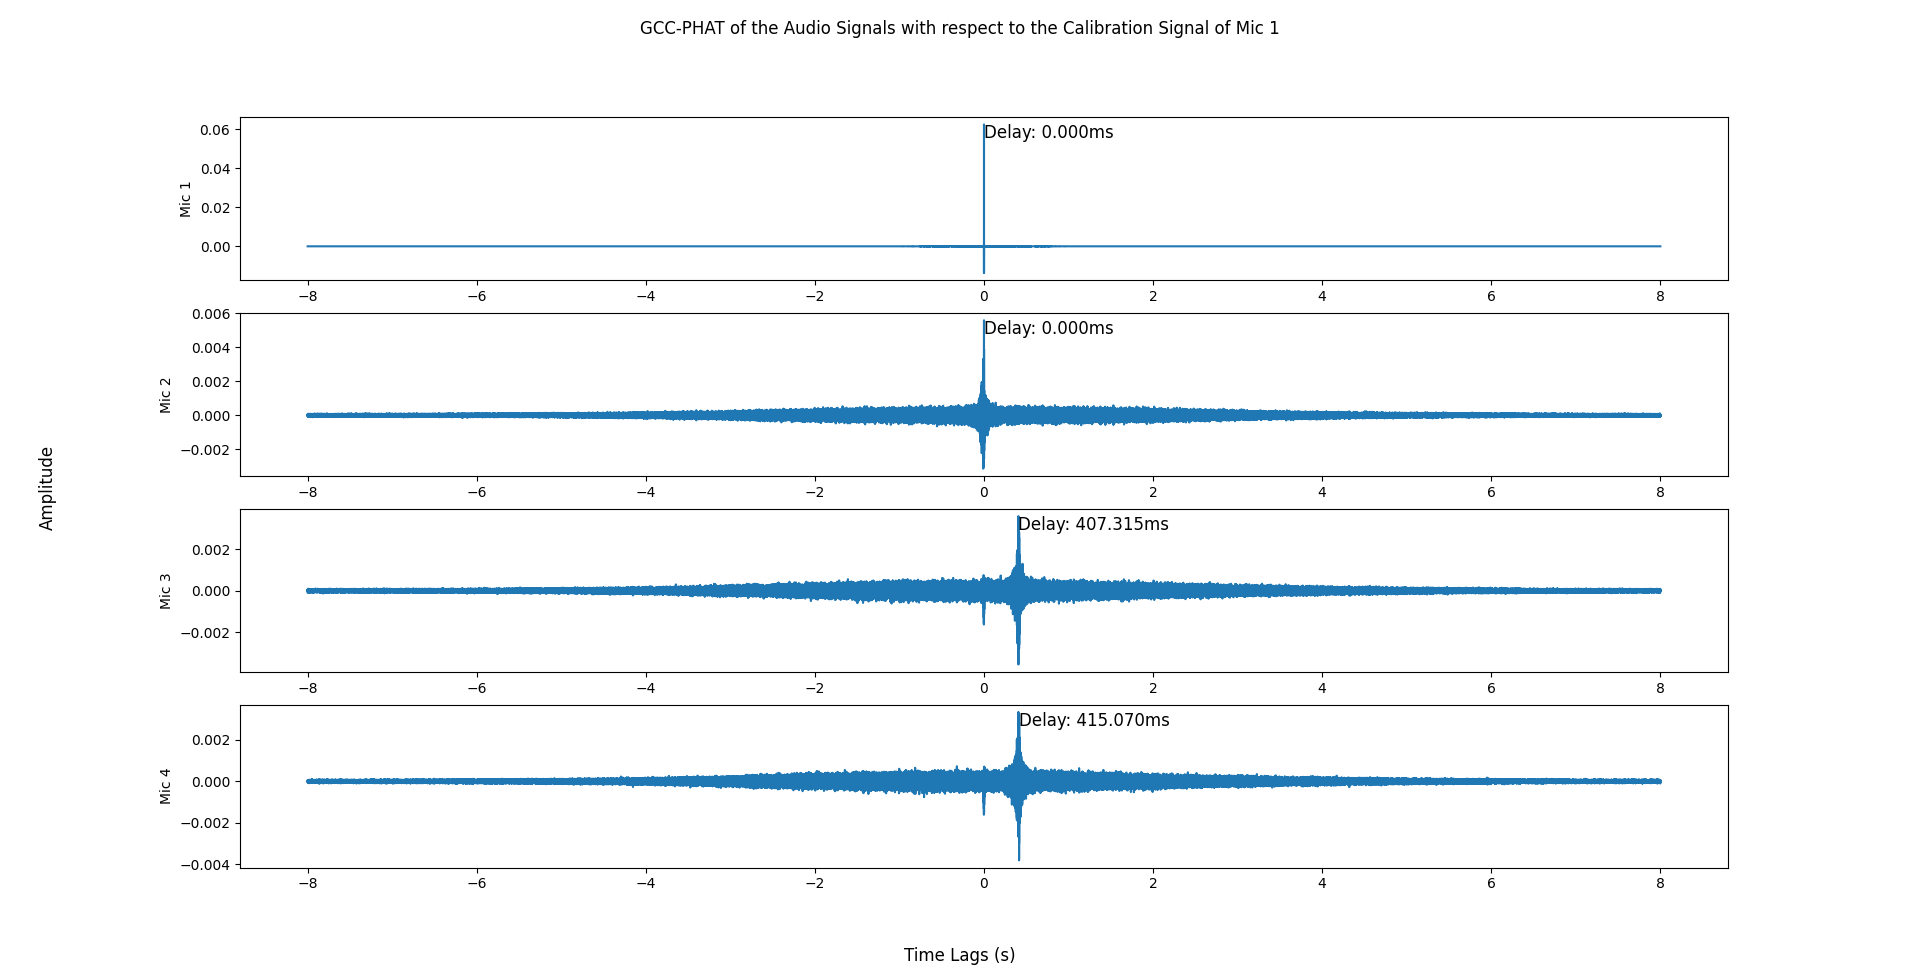 GCC-PHAT of the Audio Signals with respect to the Calibration Signal of Mic 1
Amplitude
Mic 1
0.06
0.04
0.02
0.00
Delay: 0.000ms
−8 −6 −4 −2 0 2 4 6 8
Mic 2
0.006
0.004
0.002
0.000
−0.002
Delay: 0.000ms
−8 −6 −4 −2 0 2 4 6 8
Mic 3
0.002
0.000
−0.002
Delay: 407.315ms
−8 −6 −4 −2 0 2 4 6 8
Mic 4
0.002
0.000
−0.002
−0.004
Delay: 415.070ms
−8 −6 −4 −2 0 2 4 6 8
Time Lags (s)